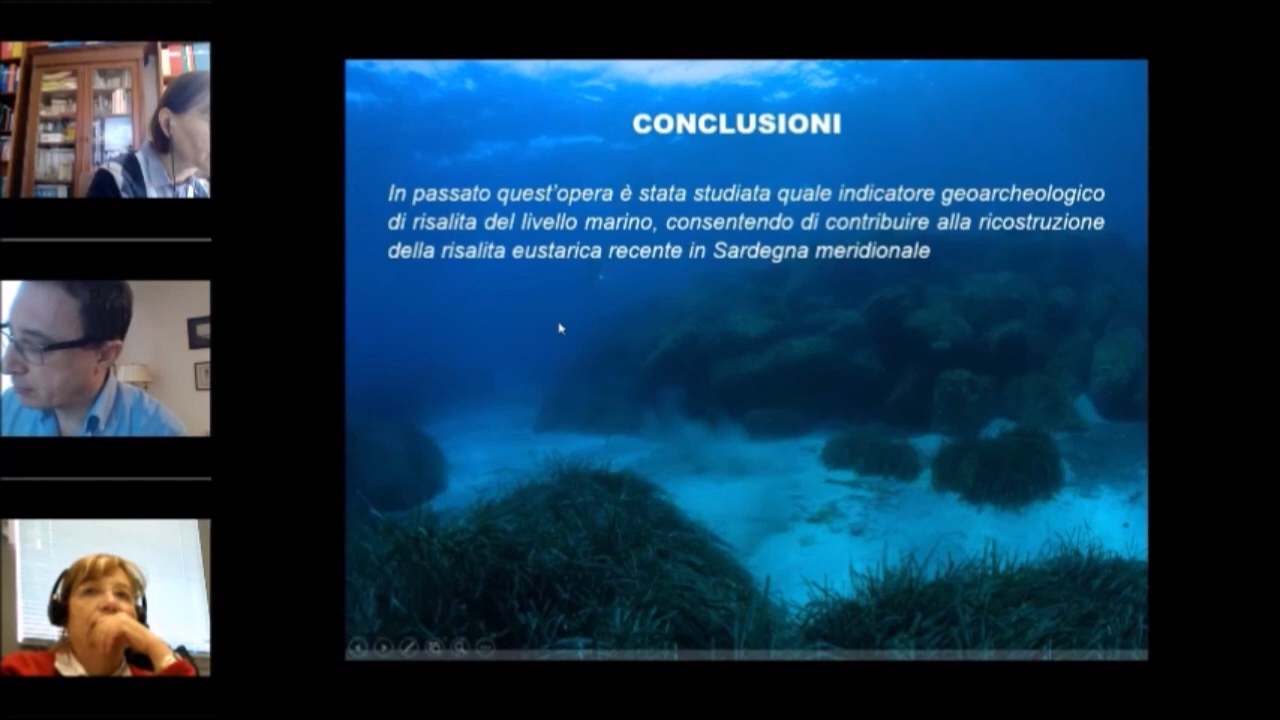 CONCLUSIONI
In passato quest'opera è stata studiata quale indicatore geoarcheologico
di risalita del livello marino, consentendo di contribuire alla ricostruzione
della risalita eustarica recente in Sardegna meridionale